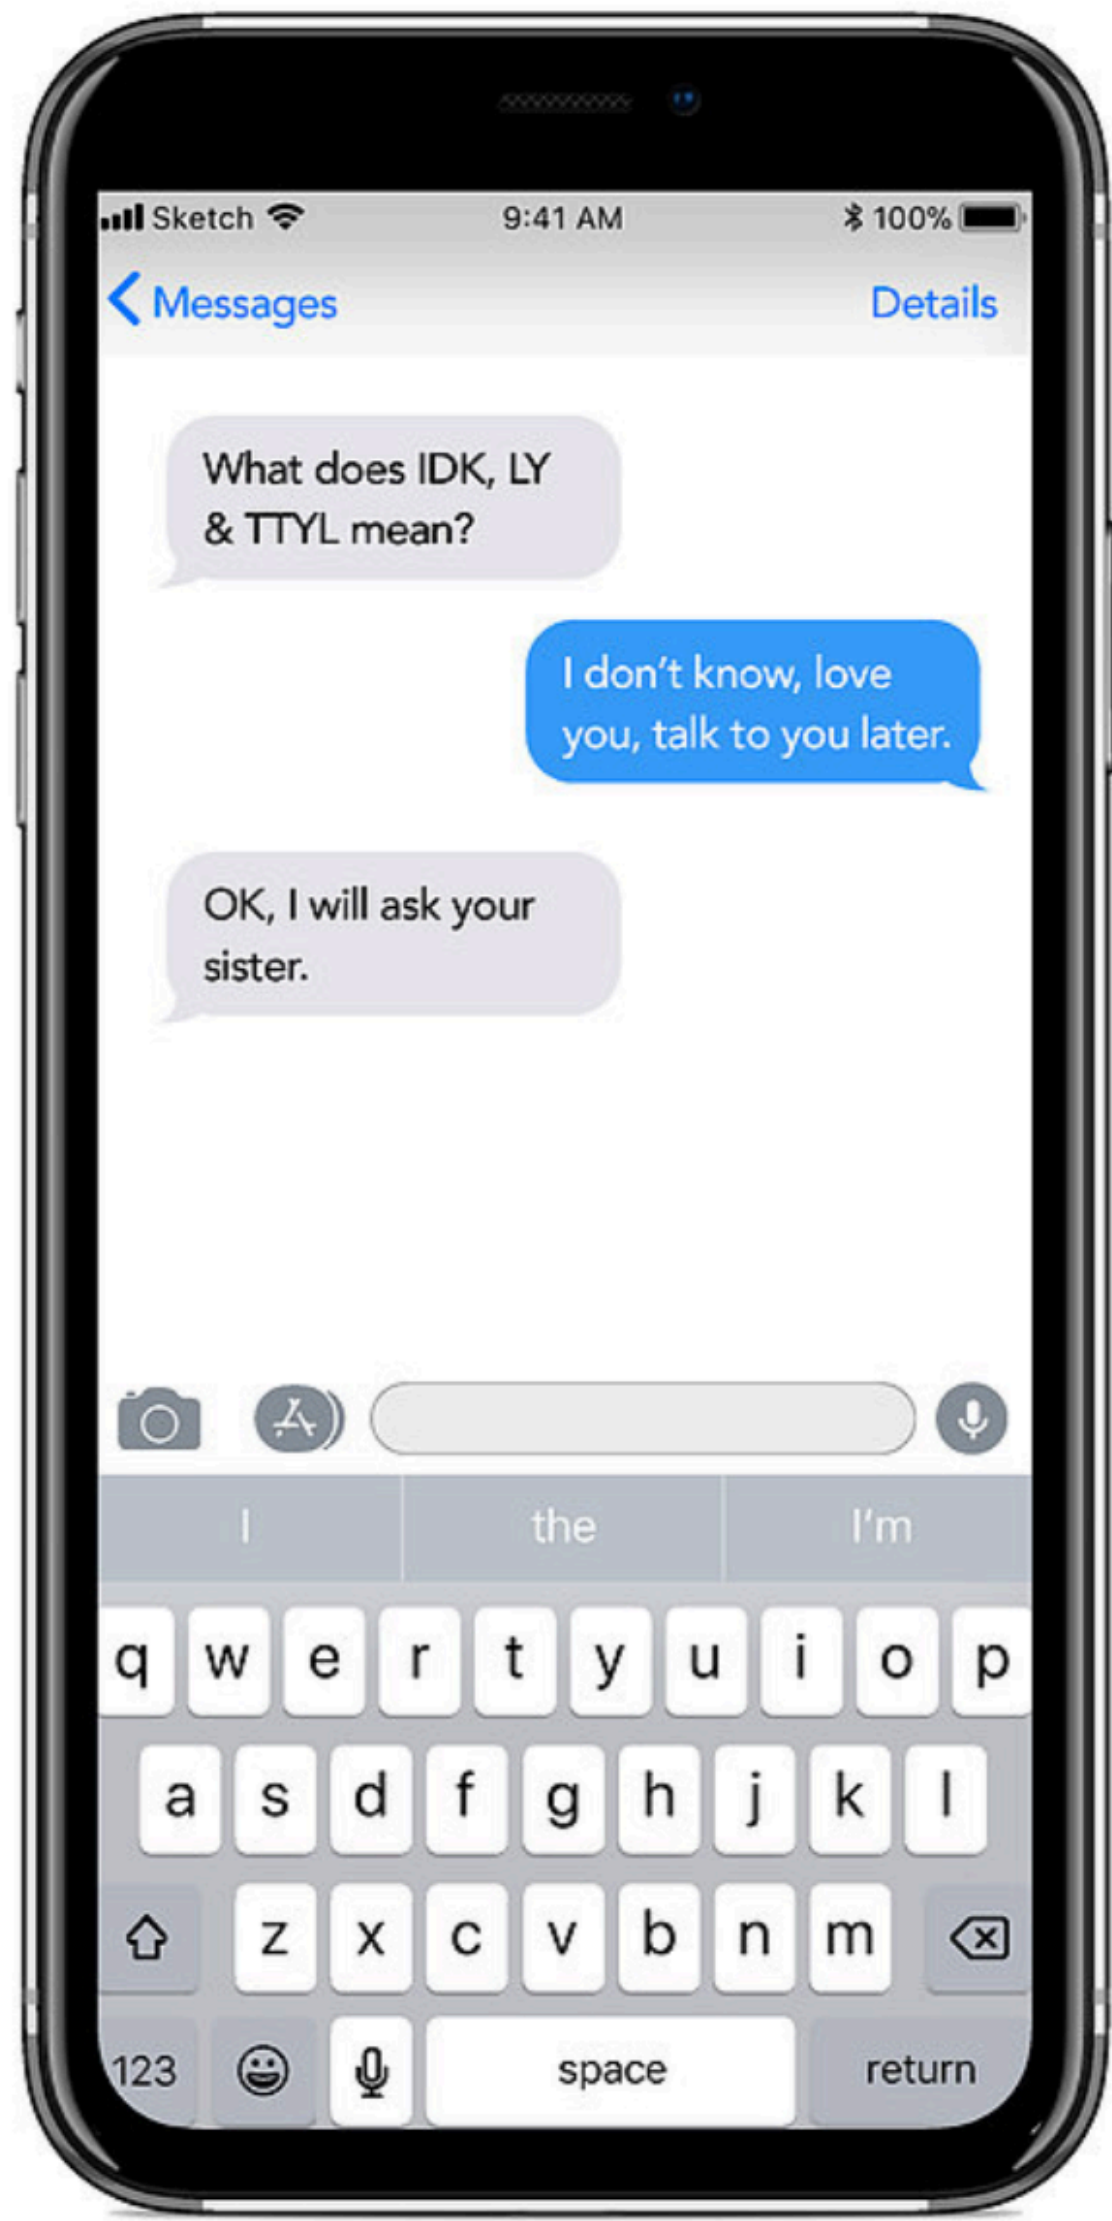 Sketch 9:41 AM 100%
Messages Details
What does IDK, LY
& TTYL mean?
I don't know, love
you, talk to you later.
OK, I will ask your
sister.
I the I'm
q w e r t y u i o p
a s d f g h j k l
z x c v b n m
123 space return